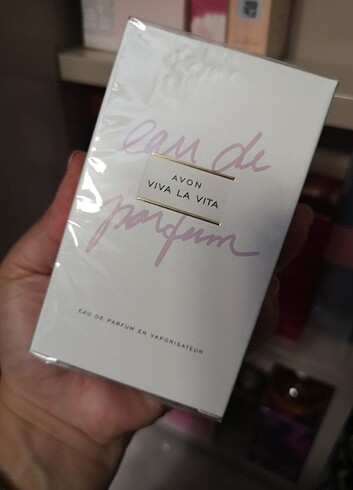 eau de
AVON
VIVA LA VITA
parfum
EAU DE PARFUM EN VAPORISATEUR